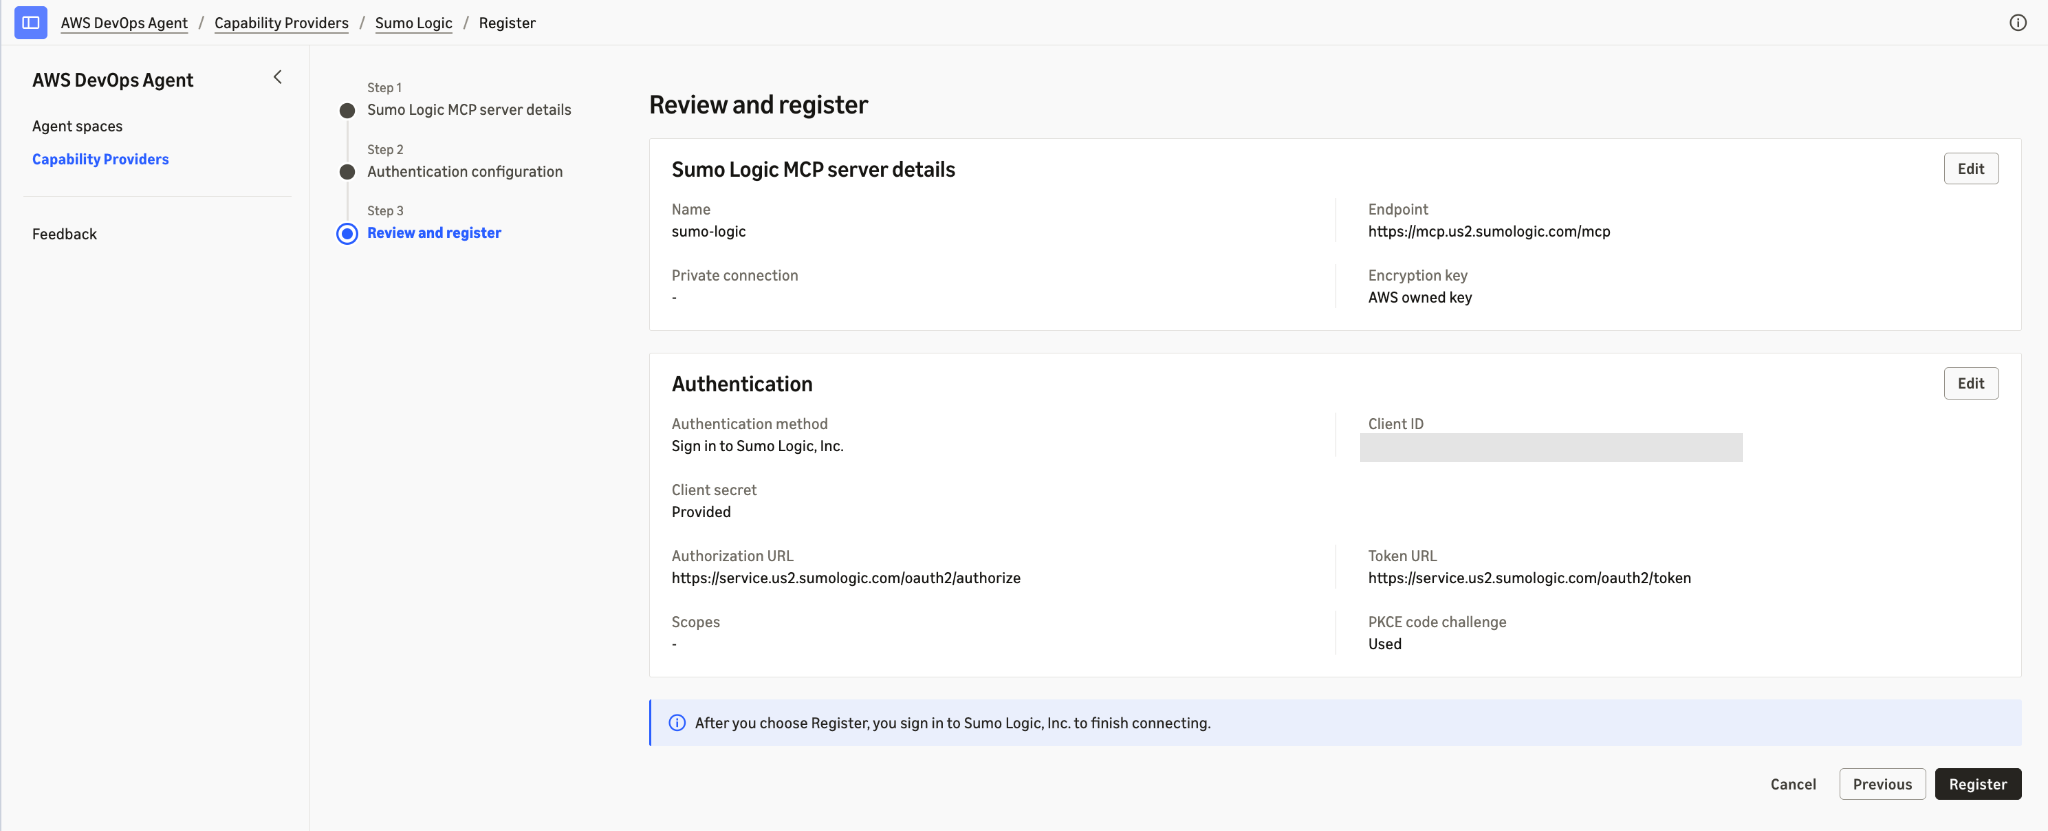 AWS DevOps Agent / Capability Providers / Sumo Logic / Register
AWS DevOps Agent
Agent spaces
Capability Providers
Feedback
Step 1
Sumo Logic MCP server details
Step 2
Authentication configuration
Step 3
Review and register
Review and register
Sumo Logic MCP server details
Edit
Name
sumo-logic
Endpoint
https://mcp.us2.sumologic.com/mcp
Private connection
-
Encryption key
AWS owned key
Authentication
Edit
Authentication method
Sign in to Sumo Logic, Inc.
Client ID
Client secret
Provided
Authorization URL
https://service.us2.sumologic.com/oauth2/authorize
Token URL
https://service.us2.sumologic.com/oauth2/token
Scopes
-
PKCE code challenge
Used
After you choose Register, you sign in to Sumo Logic, Inc. to finish connecting.
Cancel
Previous
Register